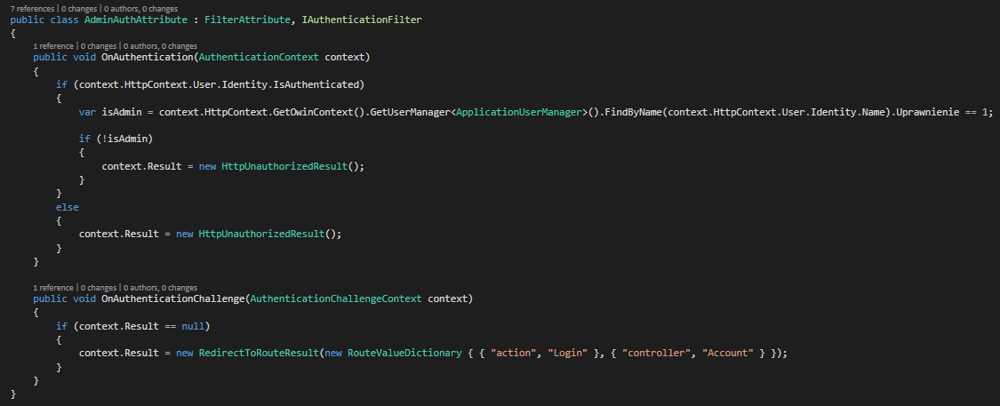 7 references | 0 changes | 0 authors, 0 changes
public class AdminAuthAttribute : FilterAttribute, IAuthenticationFilter
{
1 reference | 0 changes | 0 authors, 0 changes
public void OnAuthentication(AuthenticationContext context)
{
if (context.HttpContext.User.Identity.IsAuthenticated)
{
var isAdmin = context.HttpContext.GetOwinContext().GetUserManager<ApplicationUserManager>().FindByName(context.HttpContext.User.Identity.Name).Uprawnienie == 1;
if (!isAdmin)
{
context.Result = new HttpUnauthorizedResult();
}
}
else
{
context.Result = new HttpUnauthorizedResult();
}
}
1 reference | 0 changes | 0 authors, 0 changes
public void OnAuthenticationChallenge(AuthenticationChallengeContext context)
{
if (context.Result == null)
{
context.Result = new RedirectToRouteResult(new RouteValueDictionary { { "action", "Login" }, { "controller", "Account" } });
}
}
}